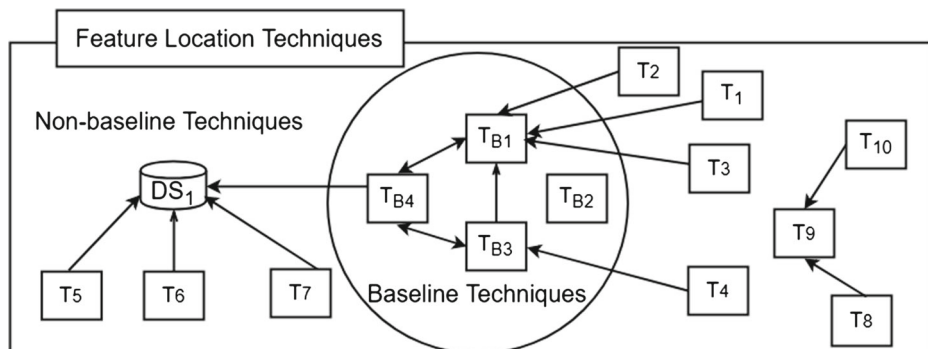 Feature Location Techniques
Non-baseline Techniques
T2
T1
T3
T10
TB1
TB2
TB3
TB4
DS1
T9
T5
T6
T7
T4
T8
Baseline Techniques